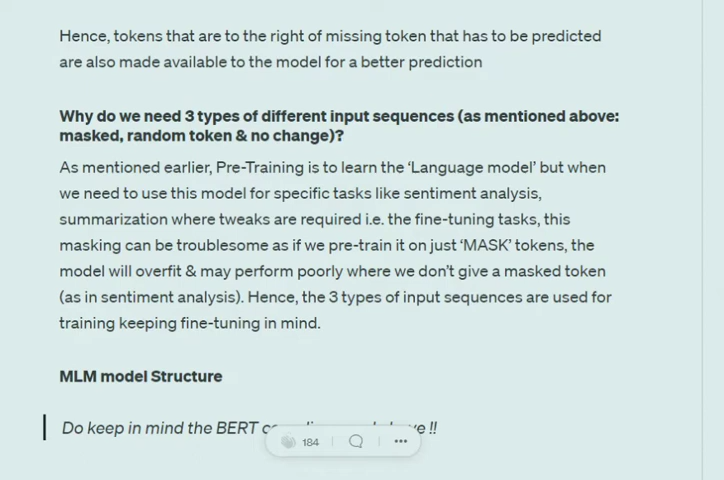 Hence, tokens that are to the right of missing token that has to be predicted
are also made available to the model for a better prediction
Why do we need 3 types of different input sequences (as mentioned above:
masked, random token & no change)?
As mentioned earlier, Pre-Training is to learn the ‘Language model’ but when
we need to use this model for specific tasks like sentiment analysis,
summarization where tweaks are required i.e. the fine-tuning tasks, this
masking can be troublesome as if we pre-train it on just ‘MASK’ tokens, the
model will overfit & may perform poorly where we don’t give a masked token
(as in sentiment analysis). Hence, the 3 types of input sequences are used for
training keeping fine-tuning in mind.
MLM model Structure
Do keep in mind the BERT !!
184